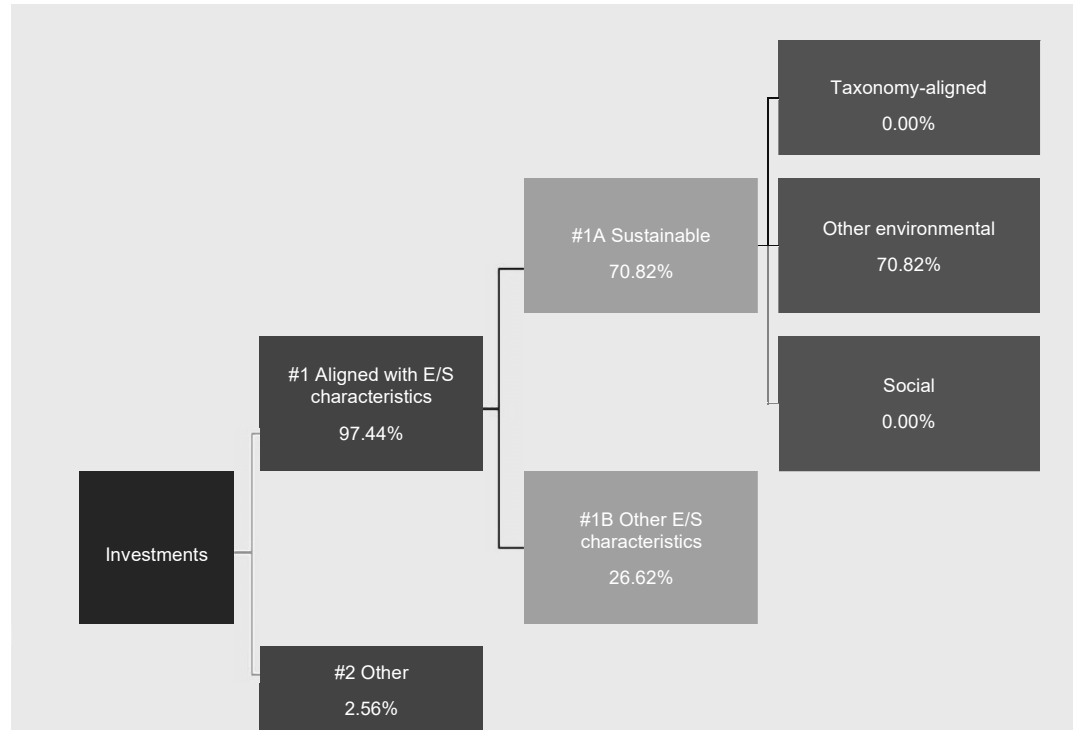 Taxonomy-aligned
0.00%
#1A Sustainable
70.82%
Other environmental
70.82%
#1 Aligned with E/S
characteristics
97.44%
Social
0.00%
Investments
#1B Other E/S
characteristics
26.62%
#2 Other
2.56%